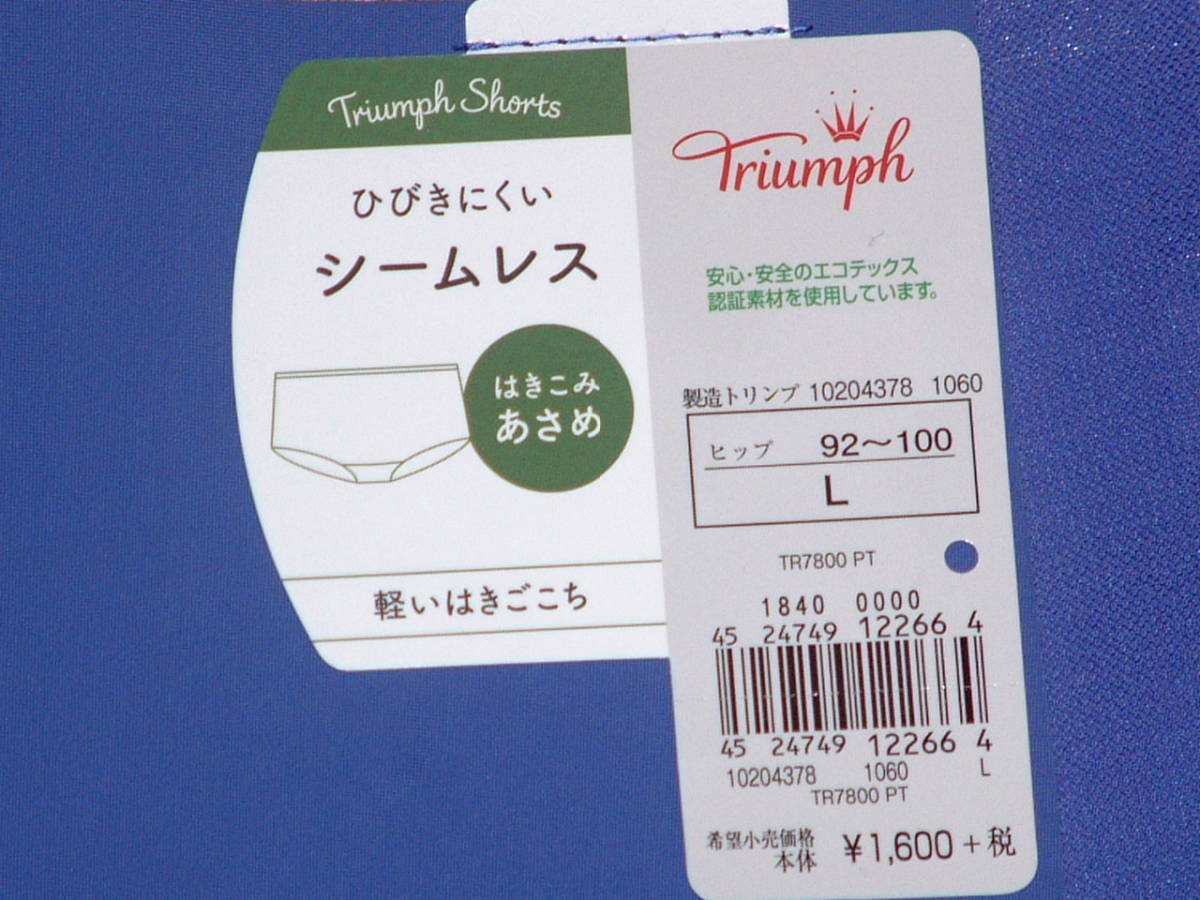 Triumph Shorts
ひびきにくい
シームレス
はきこみ
あさめ
軽いはきごこち
Triumph
安心・安全のエコテックス
認証素材を使用しています。
製造トリンプ 10204378 1060
ヒップ 92～100
L
TR7800 PT
1840 0000
45 24749 12266 4
45 24749 12266 4
10204378 1060 L
TR7800 PT
希望小売価格
本体 ¥1,600+税